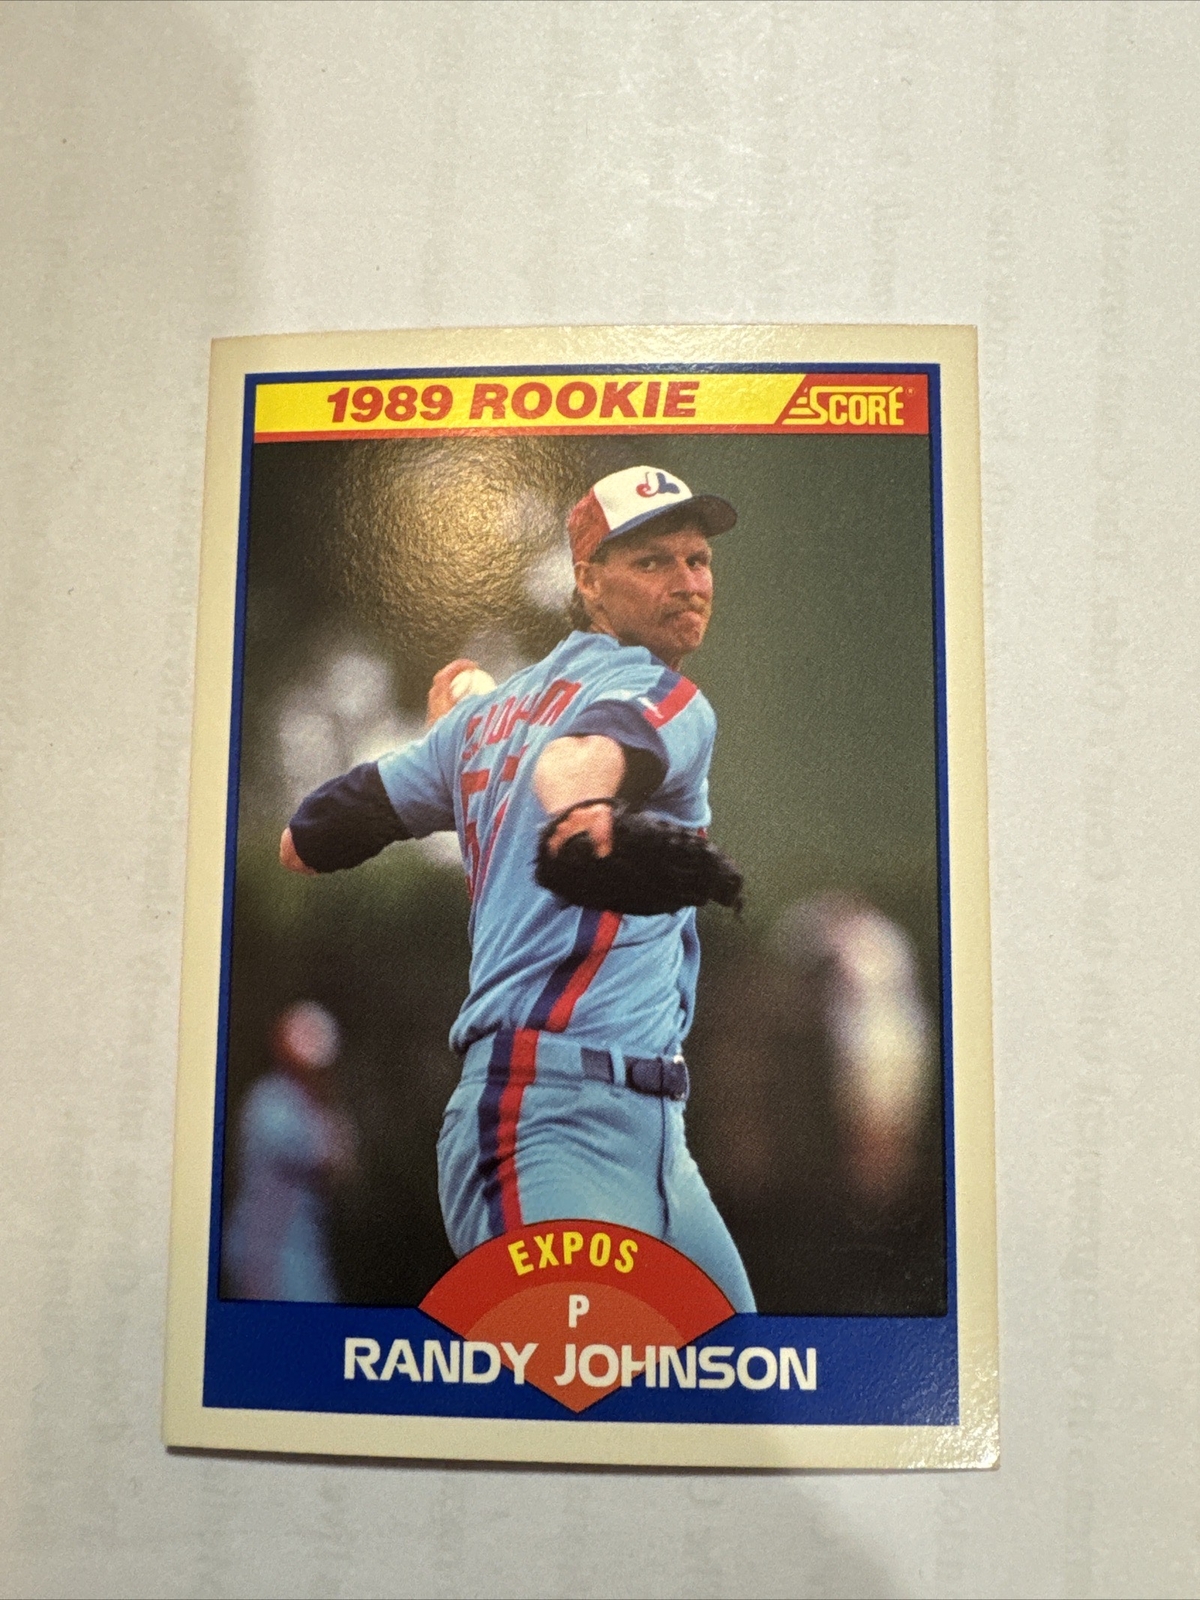 1989 ROOKIE
SCORE
EXPOS
P
RANDY JOHNSON